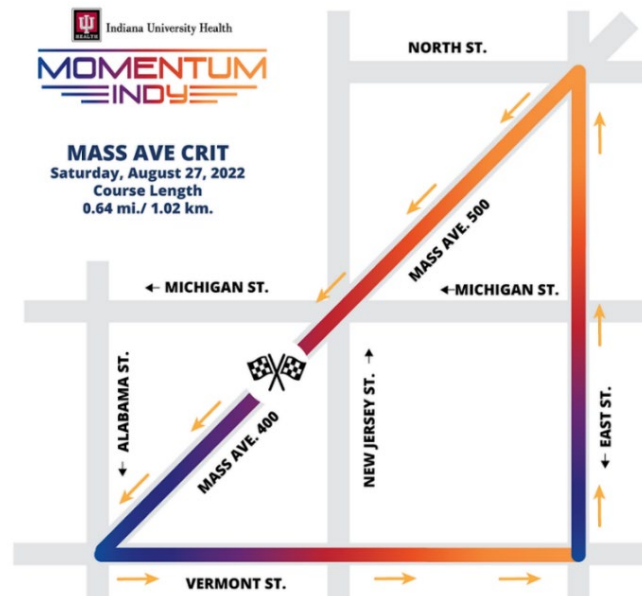 Indiana University Health
HEALTH
MOMENTUM
INDY
MASS AVE CRIT
Saturday, August 27, 2022
Course Length
0.64 mi./ 1.02 km.
NORTH ST.
MASS AVE. 500
← MICHIGAN ST.
← MICHIGAN ST.
ALABAMA ST.
MASS AVE. 400
NEW JERSEY ST. →
← EAST ST.
VERMONT ST.